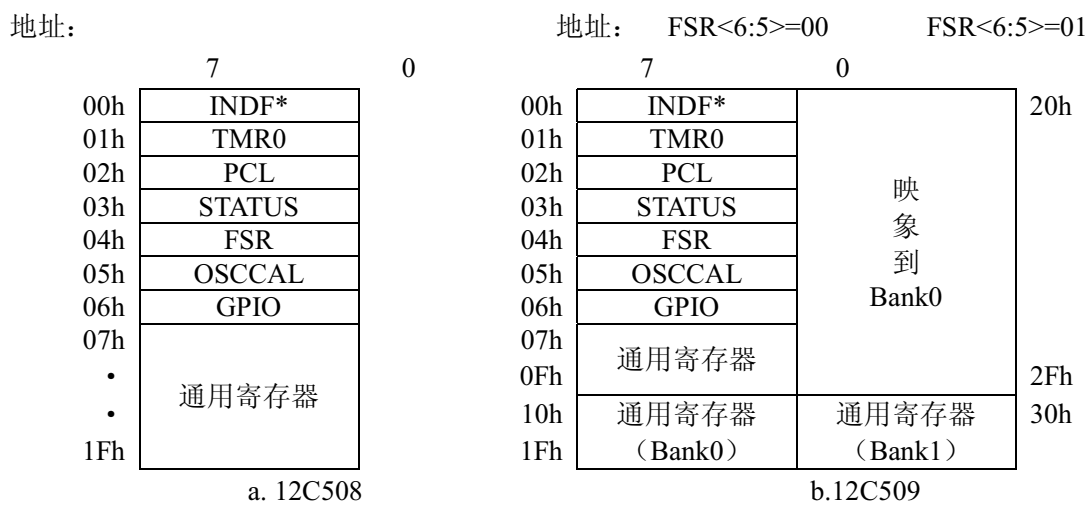 地址： 地址： FSR<6:5>=00 FSR<6:5>=01
7 0 7 0
00h INDF* 00h INDF* 20h
01h TMR0 01h TMR0
02h PCL 02h PCL
03h STATUS 03h STATUS
04h FSR 04h FSR
05h OSCCAL 05h OSCCAL
06h GPIO 06h GPIO
映
象
到
Bank0
07h 07h
通用寄存器 通用寄存器
0Fh 2Fh
10h 通用寄存器 通用寄存器 30h
1Fh 1Fh （Bank0） （Bank1）
a. 12C508 b.12C509